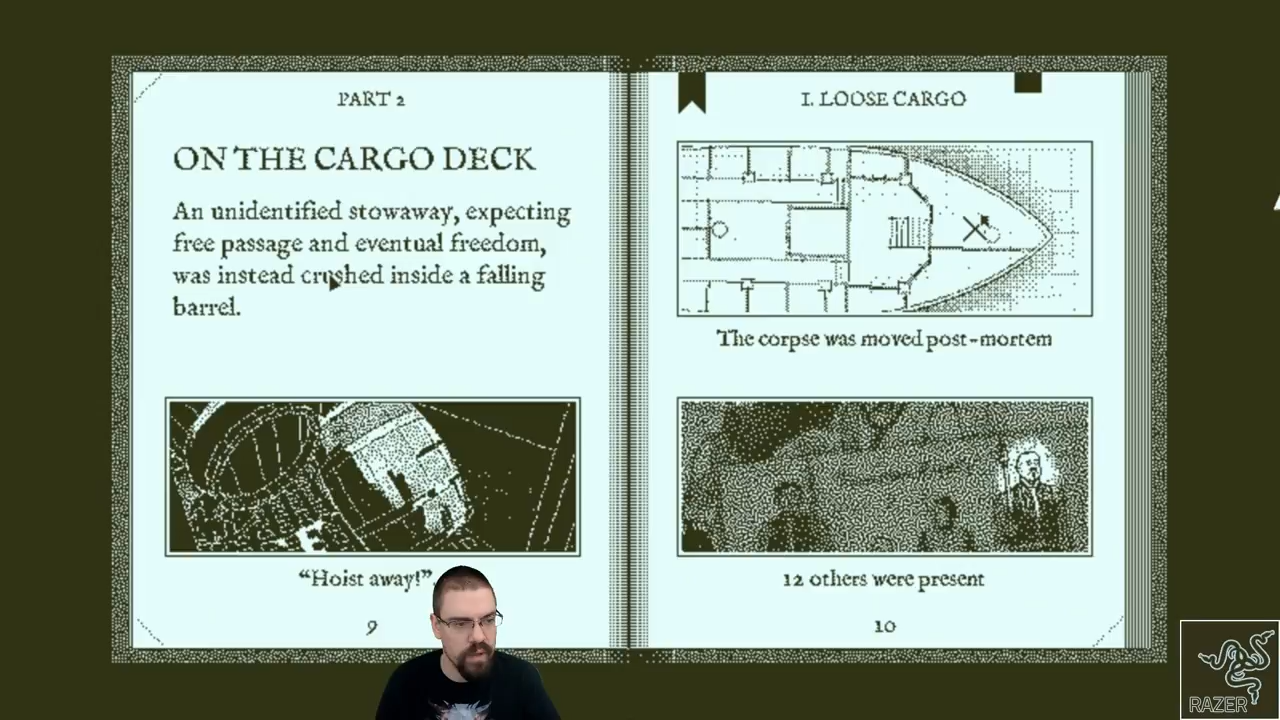 PART 2
ON THE CARGO DECK
An unidentified stowaway, expecting
free passage and eventual freedom,
was instead crushed inside a falling
barrel.
“Hoist away!”
9
I. LOOSE CARGO
The corpse was moved post-mortem
12 others were present
10
RAZER